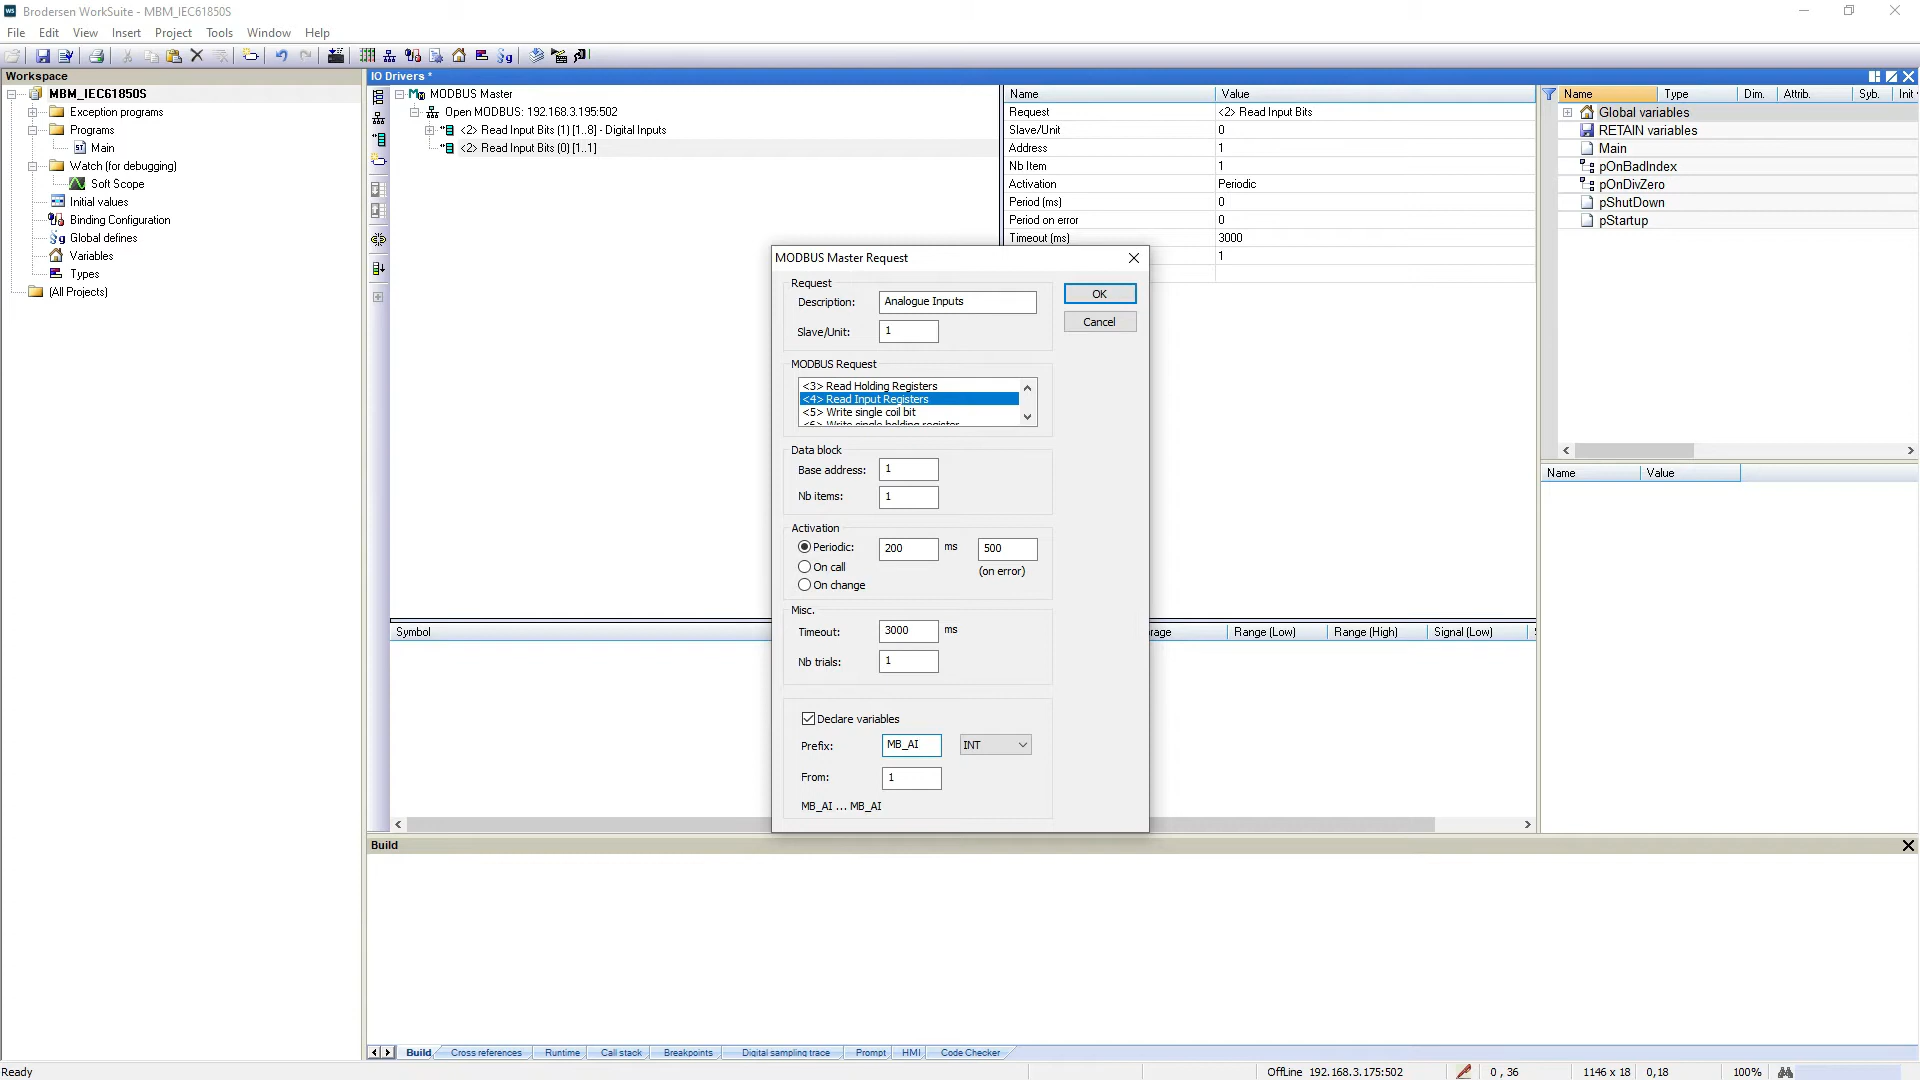 Brodersen WorkSuite - MBM_IEC61850S
File Edit View Insert Project Tools Window Help
Workspace
MBM_IEC61850S
Exception programs
Programs
Main
Watch (for debugging)
Soft Scope
Initial values
Binding Configuration
Global defines
Variables
Types
(All Projects)
IO Drivers *
MODBUS Master
Open MODBUS: 192.168.3.195:502
<2> Read Input Bits (1) [1..8] - Digital Inputs
<2> Read Input Bits (0) [1..1]
Name Value
Request <2> Read Input Bits
Slave/Unit 0
Address 1
Nb Item 1
Activation Periodic
Period (ms) 0
Period on error 0
Timeout (ms) 3000
1
Name Type Dim. Attrib. Syb. Init
Global variables
RETAIN variables
Main
pOnBadIndex
pOnDivZero
pShutDown
pStartup
Name Value
MODBUS Master Request
Request
Description: Analogue Inputs
Slave/Unit: 1
OK
Cancel
MODBUS Request
<3> Read Holding Registers
<4> Read Input Registers
<5> Write single coil bit
<6> Write single holding register
Data block
Base address: 1
Nb items: 1
Activation
Periodic: 200 ms 500
On call (on error)
On change
Misc.
Timeout: 3000 ms
Nb trials: 1
Declare variables
Prefix: MB_AI INT
From: 1
MB_AI ... MB_AI
Symbol rage Range (Low) Range (High) Signal (Low)
Build
Build Cross references Runtime Call stack Breakpoints Digital sampling trace Prompt HMI Code Checker
Ready OffLine 192.168.3.175:502 0 , 36 1146 x 18 0,18 100%